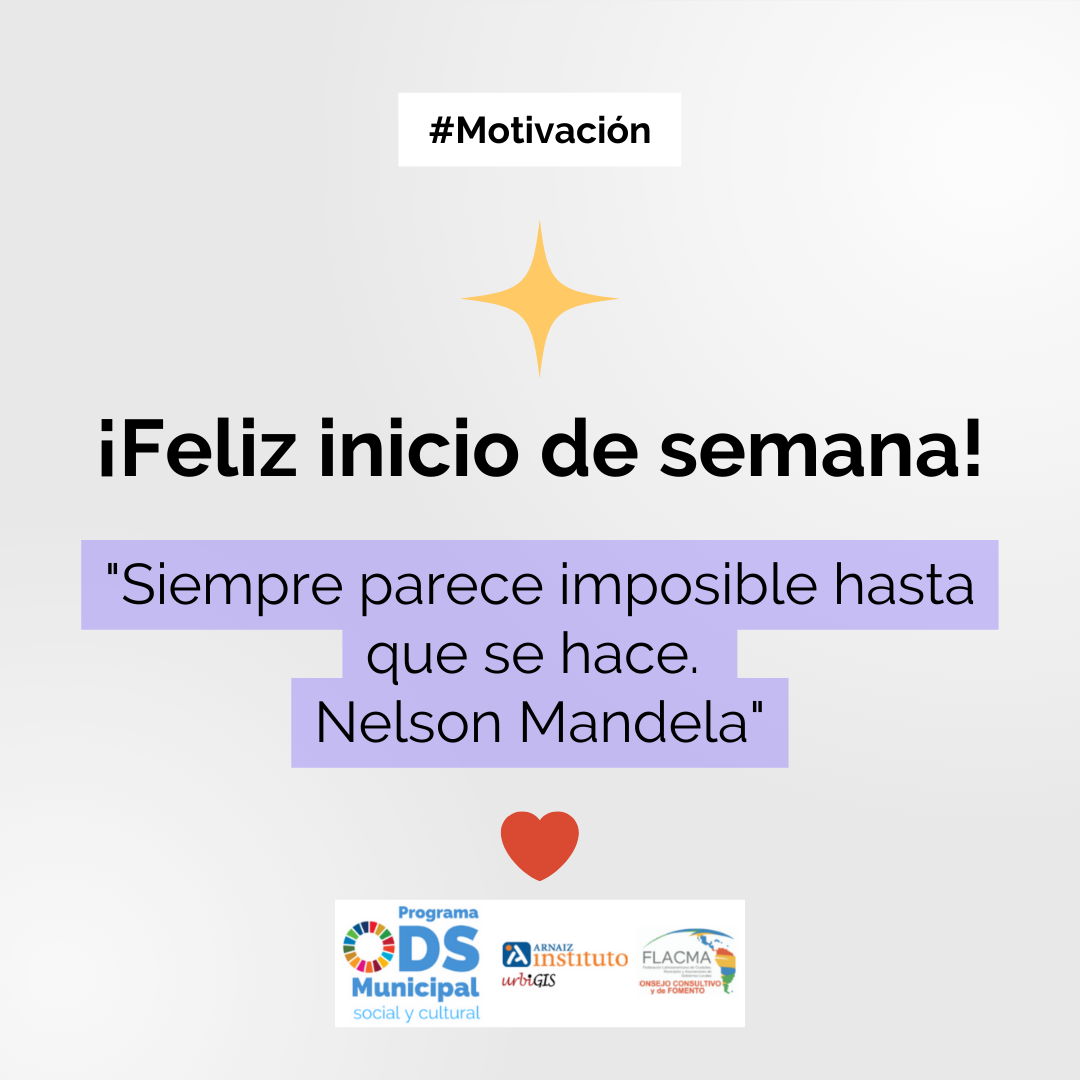 #Motivación
¡Feliz inicio de semana!
"Siempre parece imposible hasta
que se hace.
Nelson Mandela"
Programa
ODS
Municipal
social y cultural
ARNAIZ
instituto
urbiGIS
FLACMA
ONSEJO CONSULTIVO
y de FOMENTO